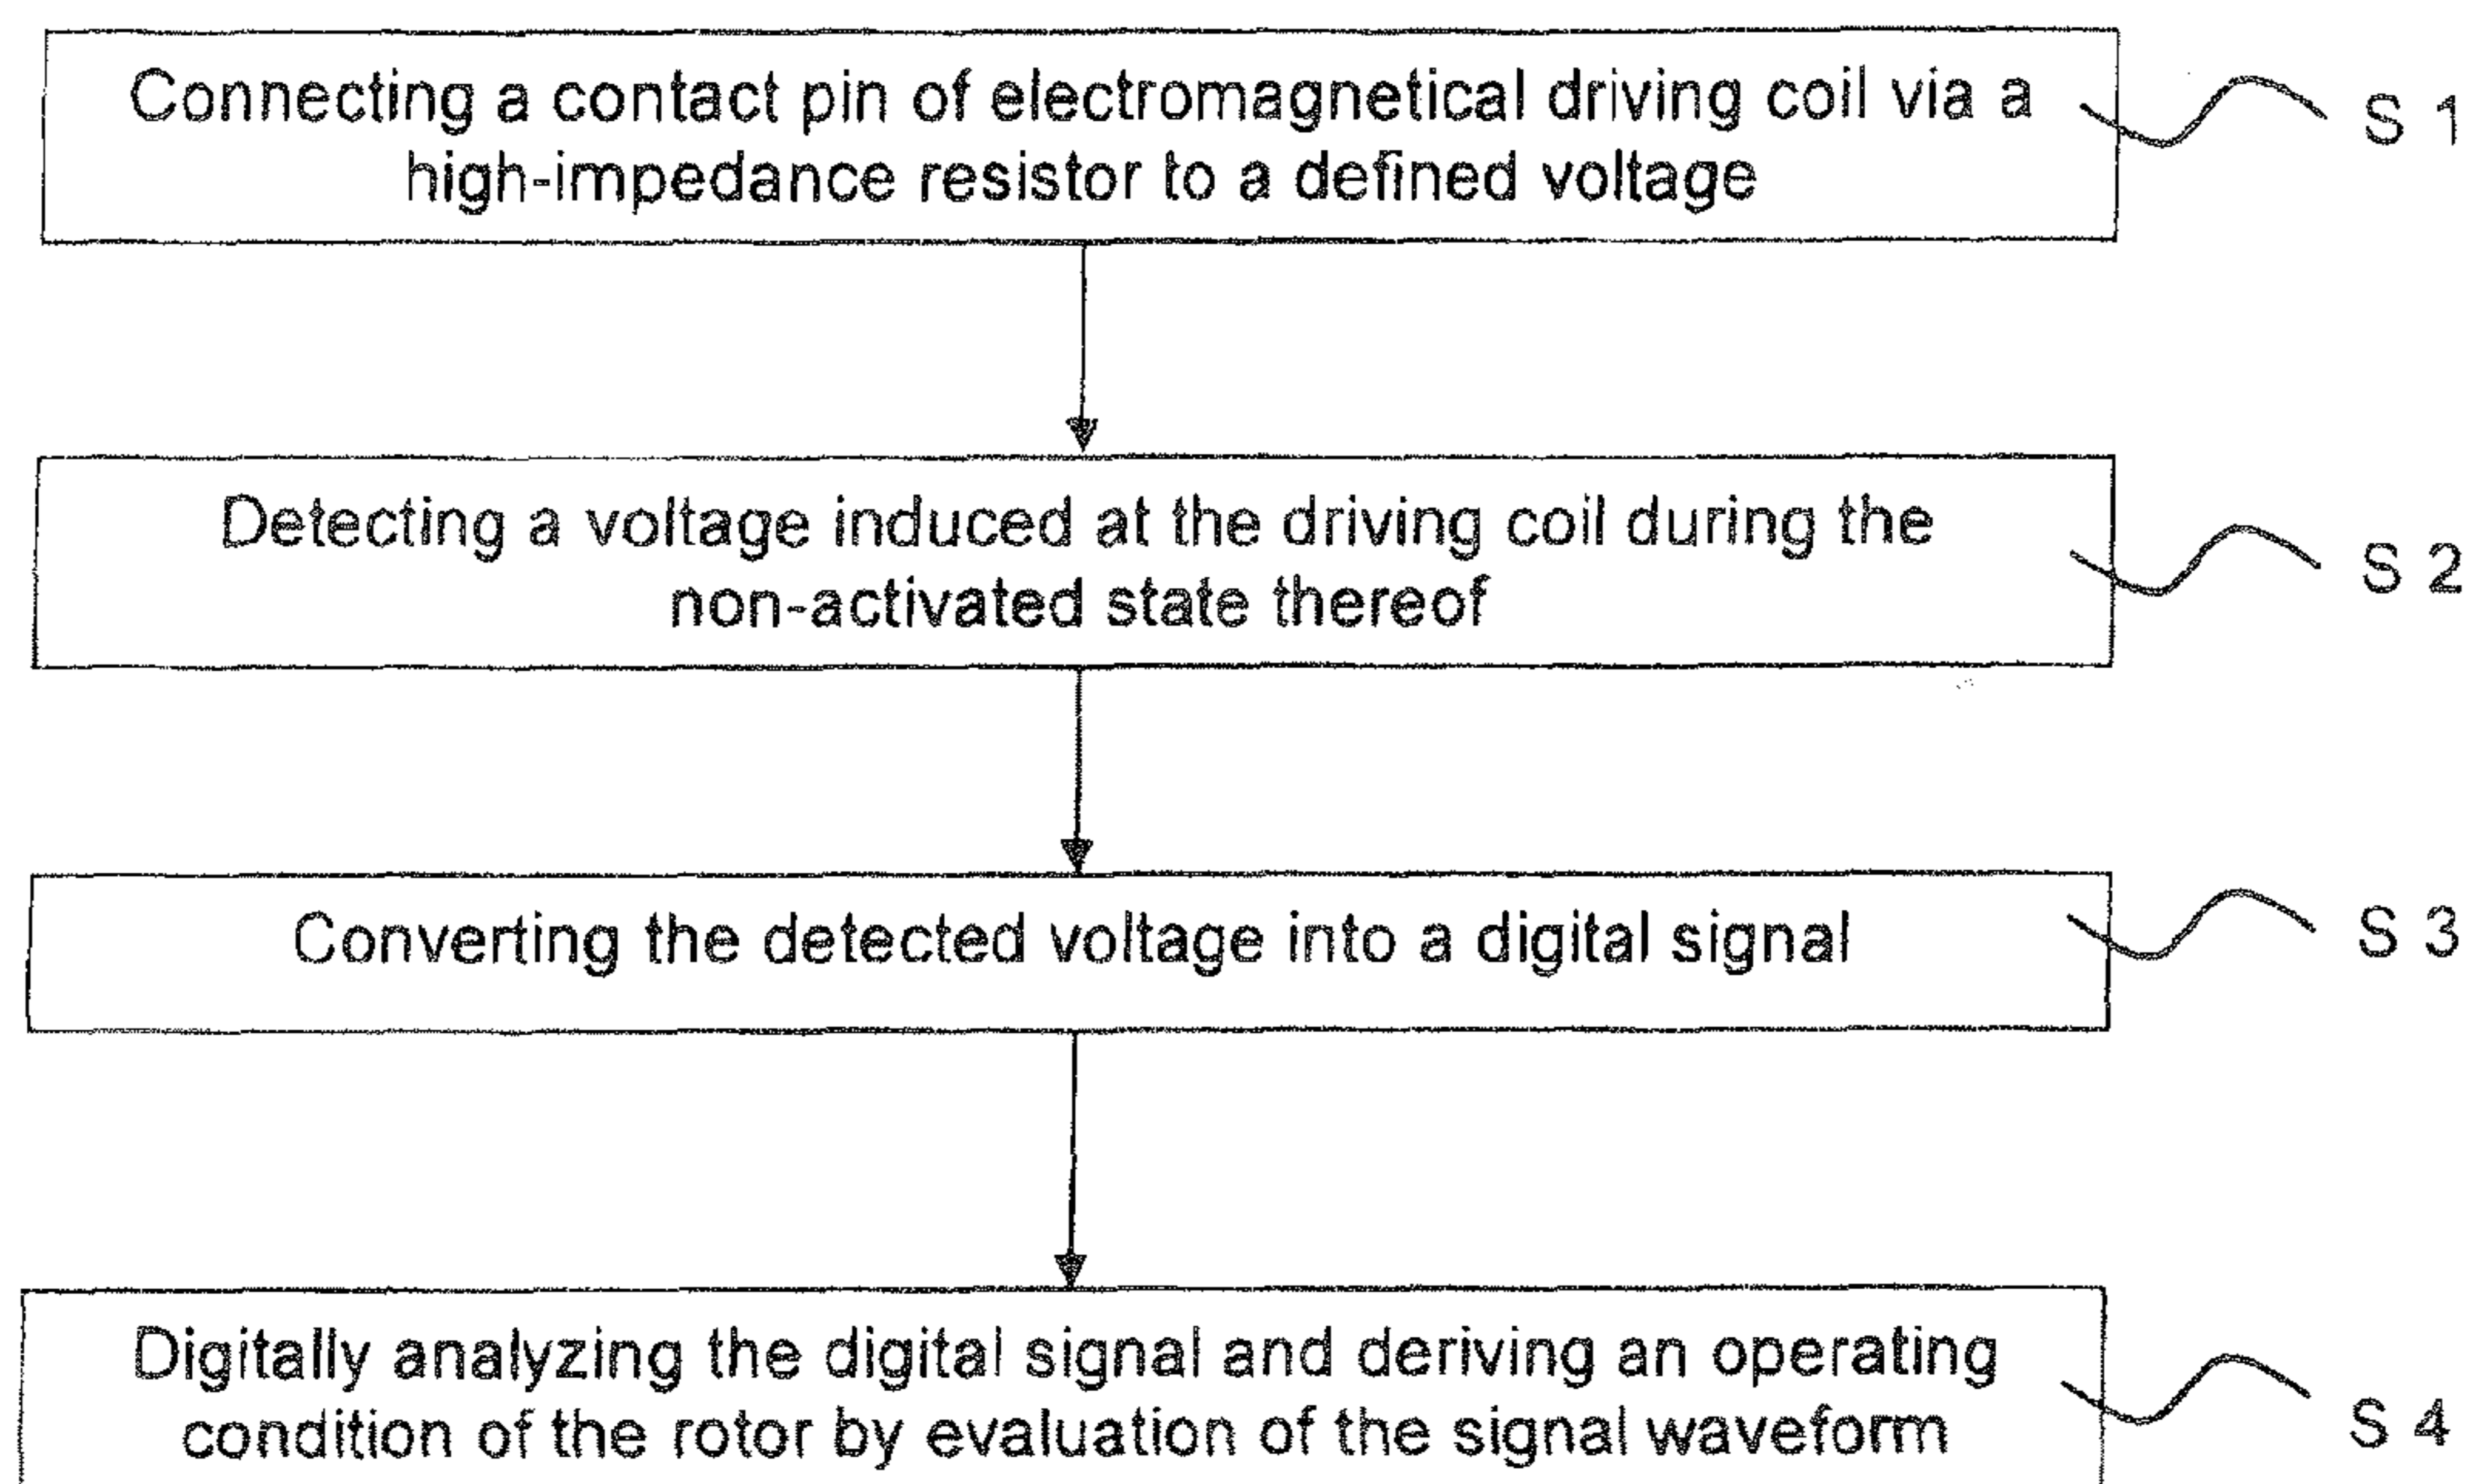 Connecting a contact pin of electromagnetical driving coil via a
high-impedance resistor to a defined voltage
S 1
Detecting a voltage induced at the driving coil during the
non-activated state thereof
S 2
Converting the detected voltage into a digital signal
S 3
Digitally analyzing the digital signal and deriving an operating
condition of the rotor by evaluation of the signal waveform
S 4